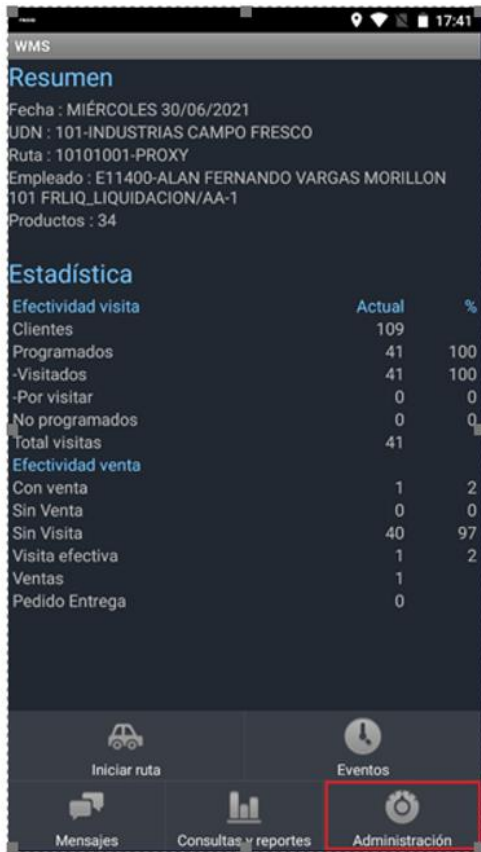 17:41
WMS
Resumen
Fecha : MIÉRCOLES 30/06/2021
UDN : 101-INDUSTRIAS CAMPO FRESCO
Ruta : 10101001-PROXY
Empleado : E11400-ALAN FERNANDO VARGAS MORILLON
101 FRLIQ_LIQUIDACION/AA-1
Productos : 34
Estadística
Efectividad visita Actual %
Clientes 109
Programados 41 100
-Visitados 41 100
-Por visitar 0 0
No programados 0 0
Total visitas 41
Efectividad venta
Con venta 1 2
Sin Venta 0 0
Sin Visita 40 97
Visita efectiva 1 2
Ventas 1
Pedido Entrega 0
Iniciar ruta Eventos
Mensajes Consultas y reportes Administración